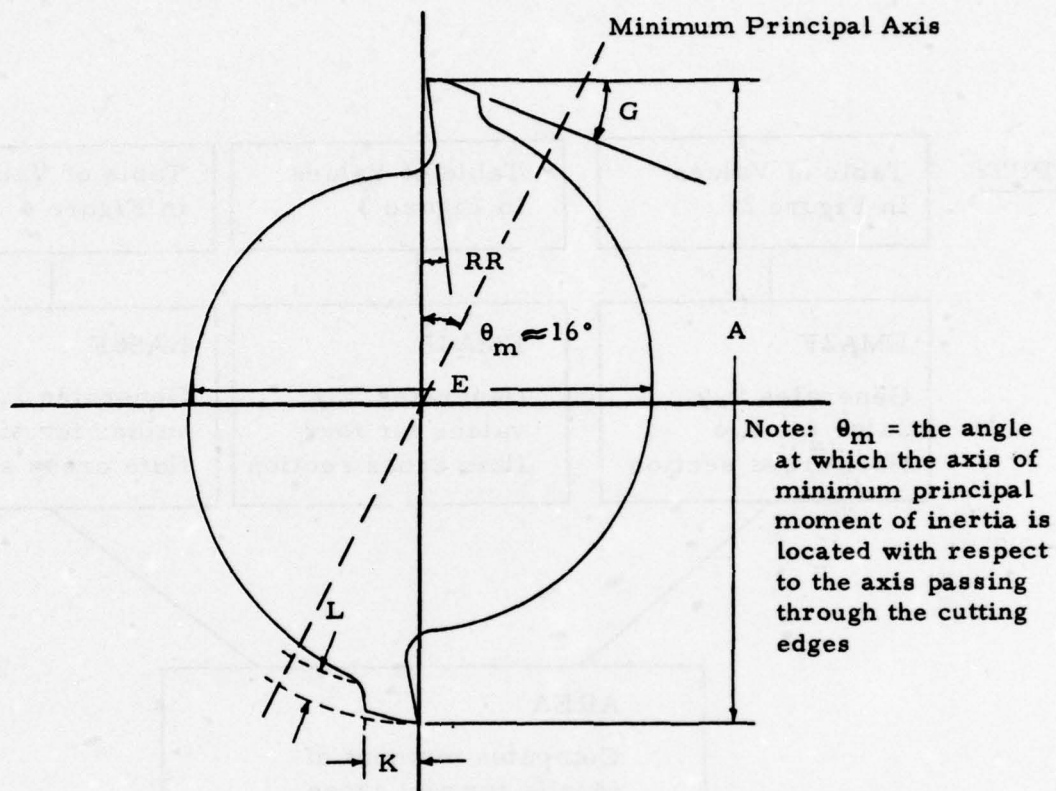 Minimum Principal Axis
G
RR
θm ≈ 16°
A
E
Note: θm = the angle
at which the axis of
minimum principal
moment of inertia is
located with respect
to the axis passing
through the cutting
edges
L
K